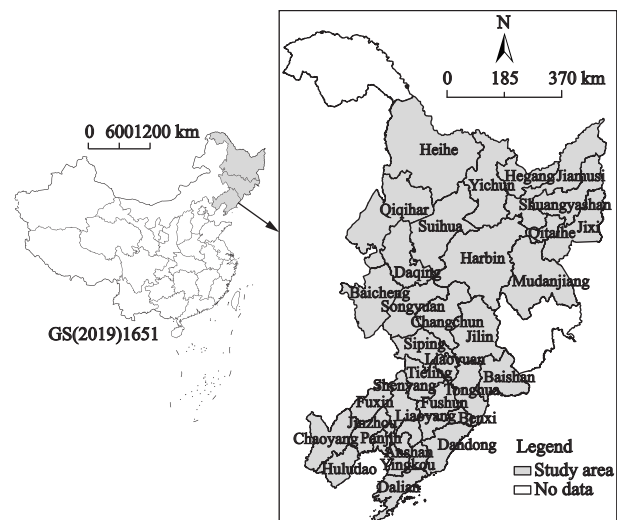 N
0 185 370 km
0 6001200 km
Heihe
Hegang
Jiamusi
Yichun
Shuangyashan
Qiqihar
Suihua
Qitaihe
Jixi
Harbin
Daqing
Mudanjiang
Baicheng
Songyuan
Changchun
Jilin
GS(2019)1651
Siping
Liaoyuan
Tieling
Baishan
Shenyang
Tonghua
Fuxin
Fushun
Jinzhou
Liaoyang
Benxi
Chaoyang
Panjin
Dandong
Anshan
Yingkou
Huludao
Dalian
Legend
Study area
No data